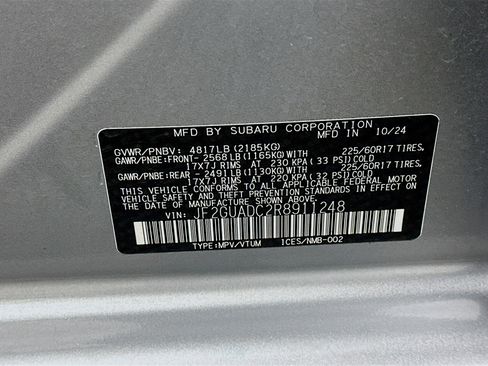 MFD BY SUBARU CORPORATION
MFD IN 10/24
GVWR/PNBV: 4817LB (2185KG)
GAWR/PNBE:FRONT- 2568LB (1165KG)WITH 225/60R17 TIRES.
17X7J RIMS AT 230 KPA (33 PSI)COLD
GAWR/PNBE:REAR - 2491LB (1130KG)WITH 225/60R17 TIRES,
17X7J RIMS AT 220 KPA (32 PSI)COLD.
THIS VEHICLE CONFORMS TO ALL APPLICABLE FEDERAL MOTOR
VEHICLE SAFETY AND THEFT PREVENTION STANDARDS IN EFFECT
ON THE DATE OF MANUFACTURE SHOWN ABOVE.
VIN: JF2GUADC2R8911248
TYPE:MPV/VTUM ICES/NMB-002